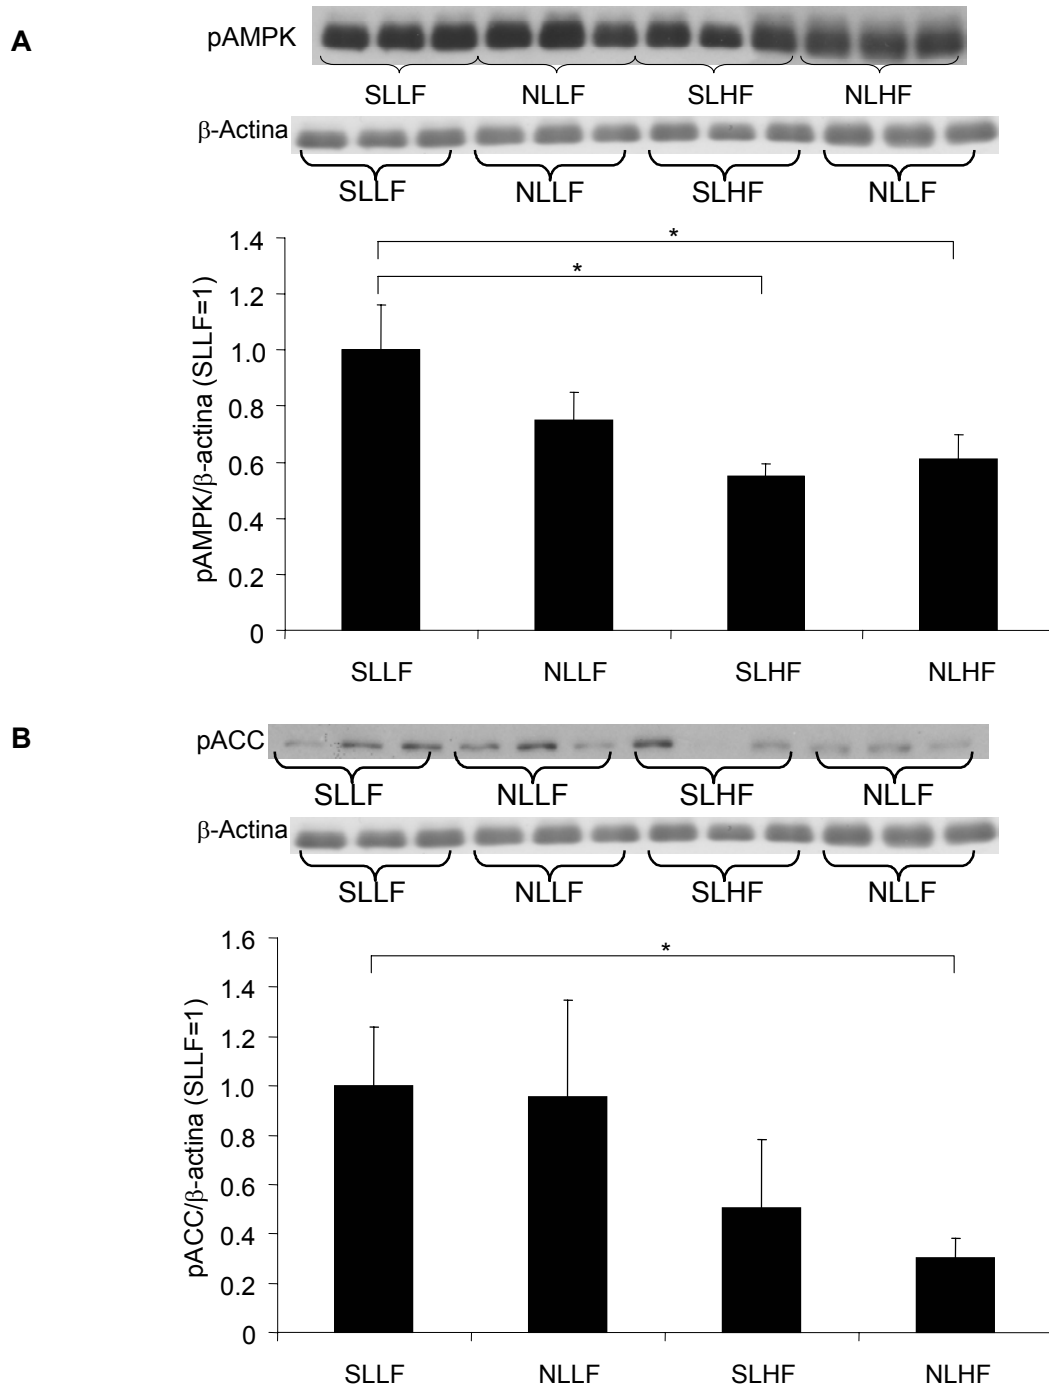 A
pAMPK
SLLF NLLF SLHF NLHF
β-Actina
SLLF NLLF SLHF NLLF
pAMPK/β-actina (SLLF=1)
1.4
1.2
1.0
0.8
0.6
0.4
0.2
0
*
*
SLLF NLLF SLHF NLHF
B
pACC
SLLF NLLF SLHF NLLF
β-Actina
SLLF NLLF SLHF NLLF
pACC/β-actina (SLLF=1)
1.6
1.4
1.2
1.0
0.8
0.6
0.4
0.2
0
*
SLLF NLLF SLHF NLHF